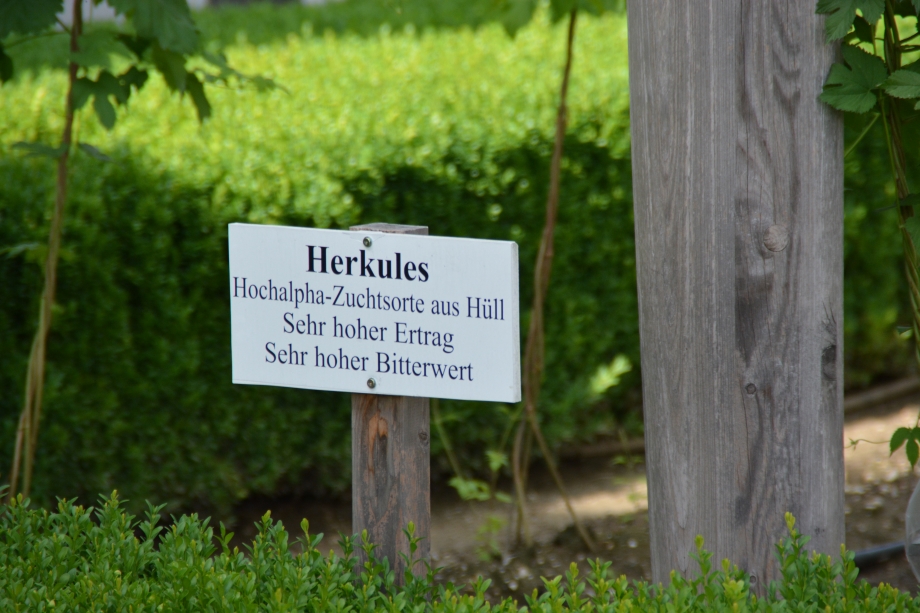 Herkules
Hochalpha-Zuchtsorte aus Hüll
Sehr hoher Ertrag
Sehr hoher Bitterwert